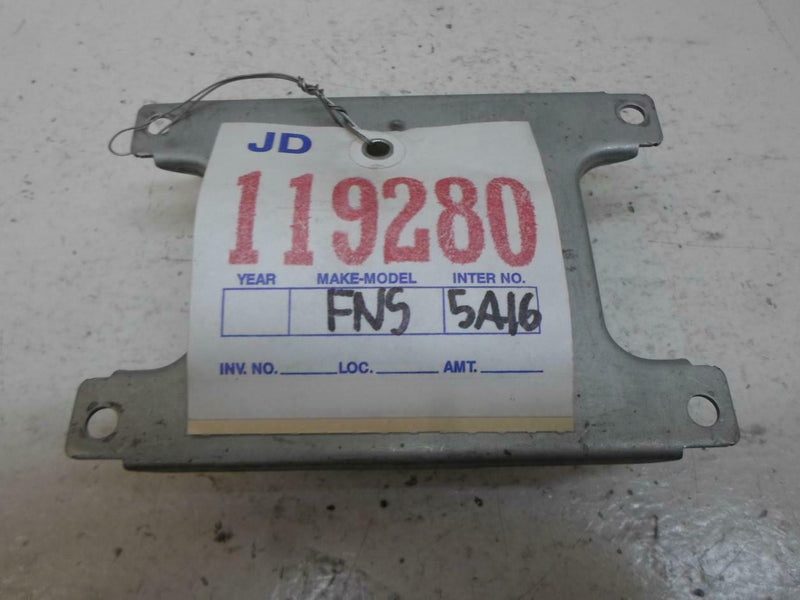 JD
119280
YEAR MAKE-MODEL INTER NO.
FNS 5A16
INV. NO. LOC. AMT.